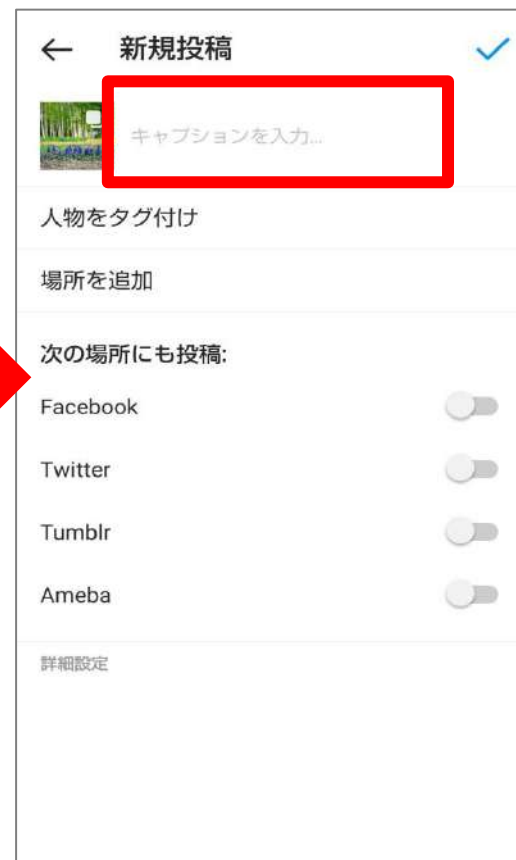 新規投稿
キャプションを入力...
人物をタグ付け
場所を追加
次の場所にも投稿:
Facebook
Twitter
Tumblr
Ameba
詳細設定